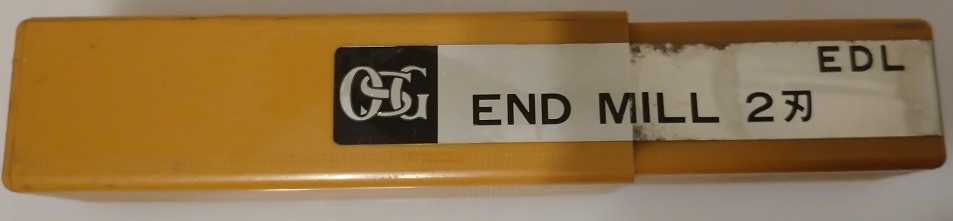 EDL
OSG END MILL 2刃